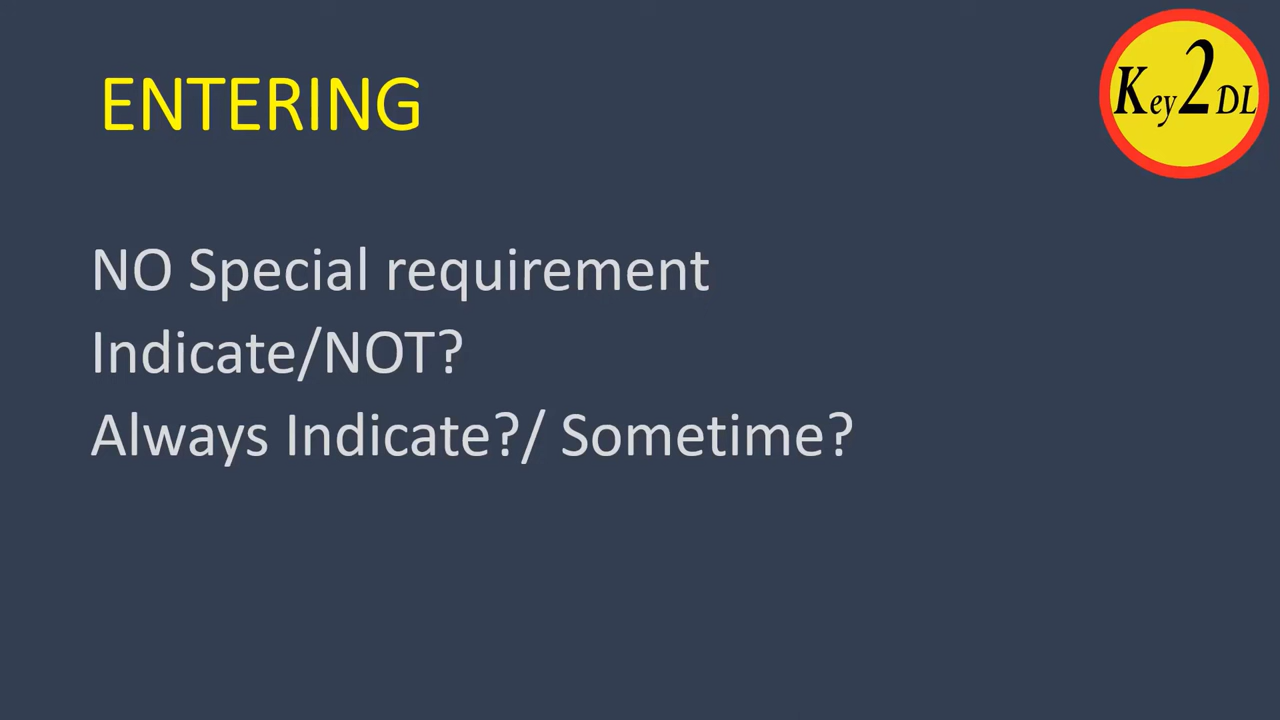 ENTERING
Key2DL
NO Special requirement
Indicate/NOT?
Always Indicate?/ Sometime?